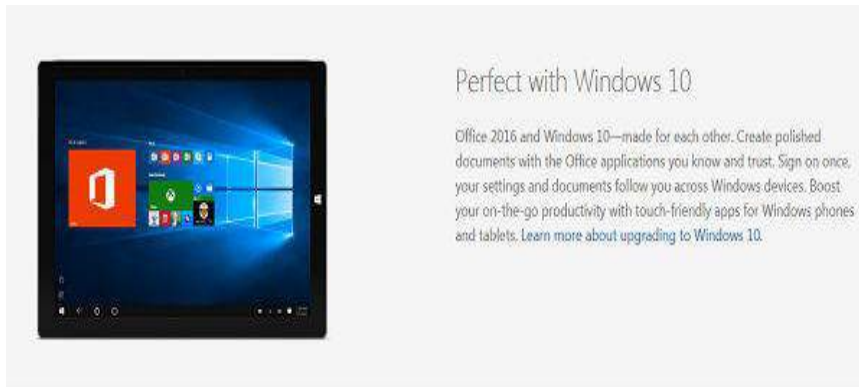 Perfect with Windows 10
Office 2016 and Windows 10—made for each other. Create polished
documents with the Office applications you know and trust. Sign on once,
your settings and documents follow you across Windows devices. Boost
your on-the-go productivity with touch-friendly apps for Windows phones
and tablets. Learn more about upgrading to Windows 10.